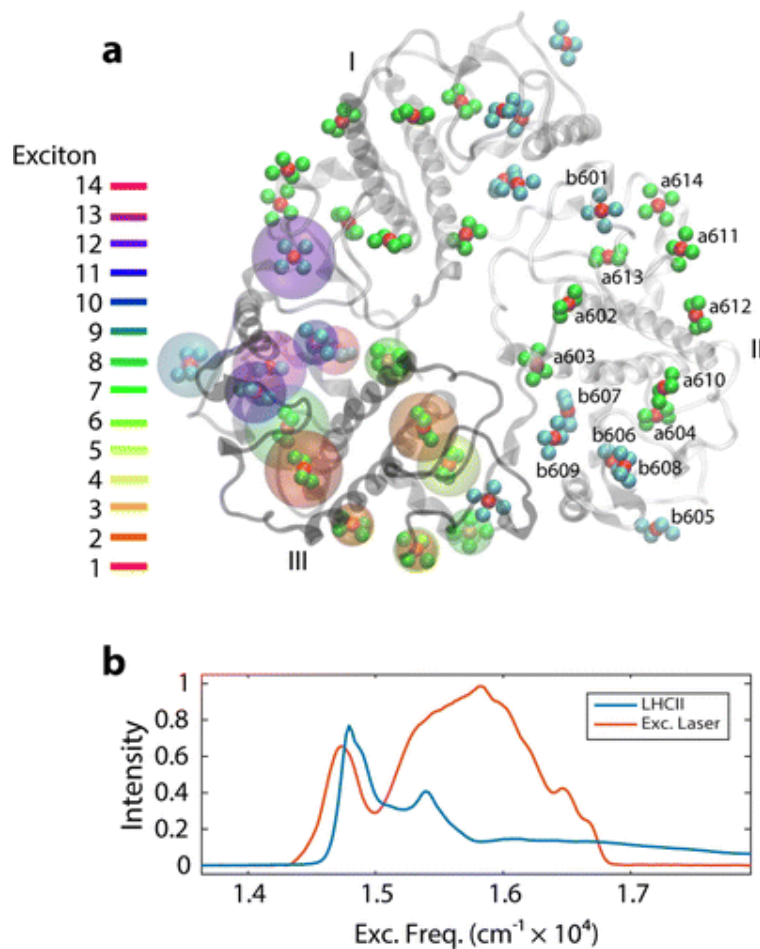 a
I
Exciton
14
13
12
11
10
9
8
7
6
5
4
3
2
1
b601
a614
a611
a613
a602
a612
a603
II
a610
b607
a604
b606
b609
b608
b605
III
b
1
0.8
0.6
0.4
0.2
0
Intensity
LHCII
Exc. Laser
1.4
1.5
1.6
1.7
Exc. Freq. (cm⁻¹ × 10⁴)